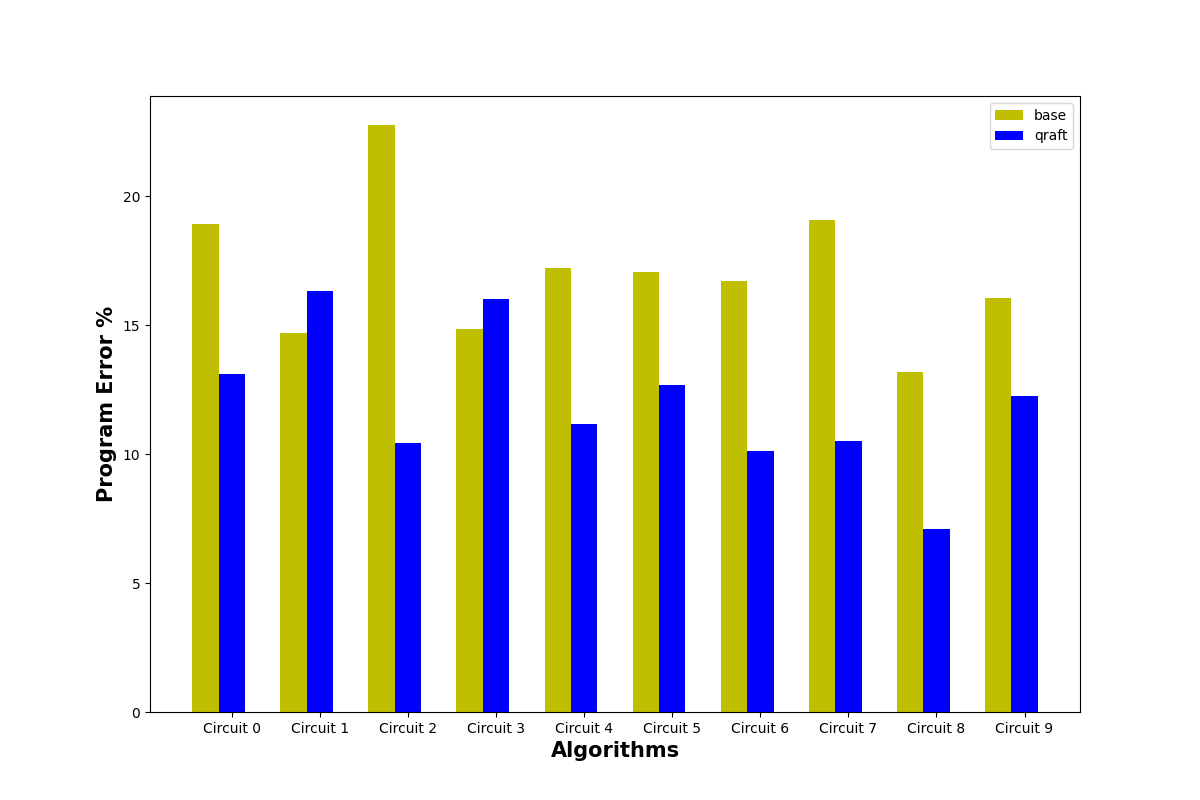 base
qraft
Program Error %
20
15
10
5
0
Circuit 0 Circuit 1 Circuit 2 Circuit 3 Circuit 4 Circuit 5 Circuit 6 Circuit 7 Circuit 8 Circuit 9
Algorithms